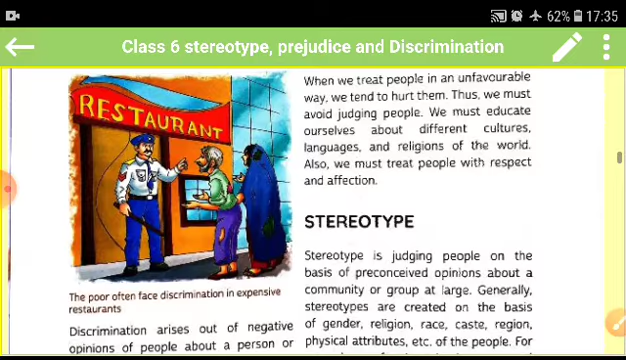 62% 17:35
Class 6 stereotype, prejudice and Discrimination
RESTAURANT
The poor often face discrimination in expensive
restaurants
Discrimination arises out of negative
opinions of people about a person or
When we treat people in an unfavourable
way, we tend to hurt them. Thus, we must
avoid judging people. We must educate
ourselves about different cultures,
languages, and religions of the world.
Also, we must treat people with respect
and affection.
STEREOTYPE
Stereotype is judging people on the
basis of preconceived opinions about a
community or group at large. Generally,
stereotypes are created on the basis
of gender, religion, race, caste, region,
physical attributes, etc. of the people. For